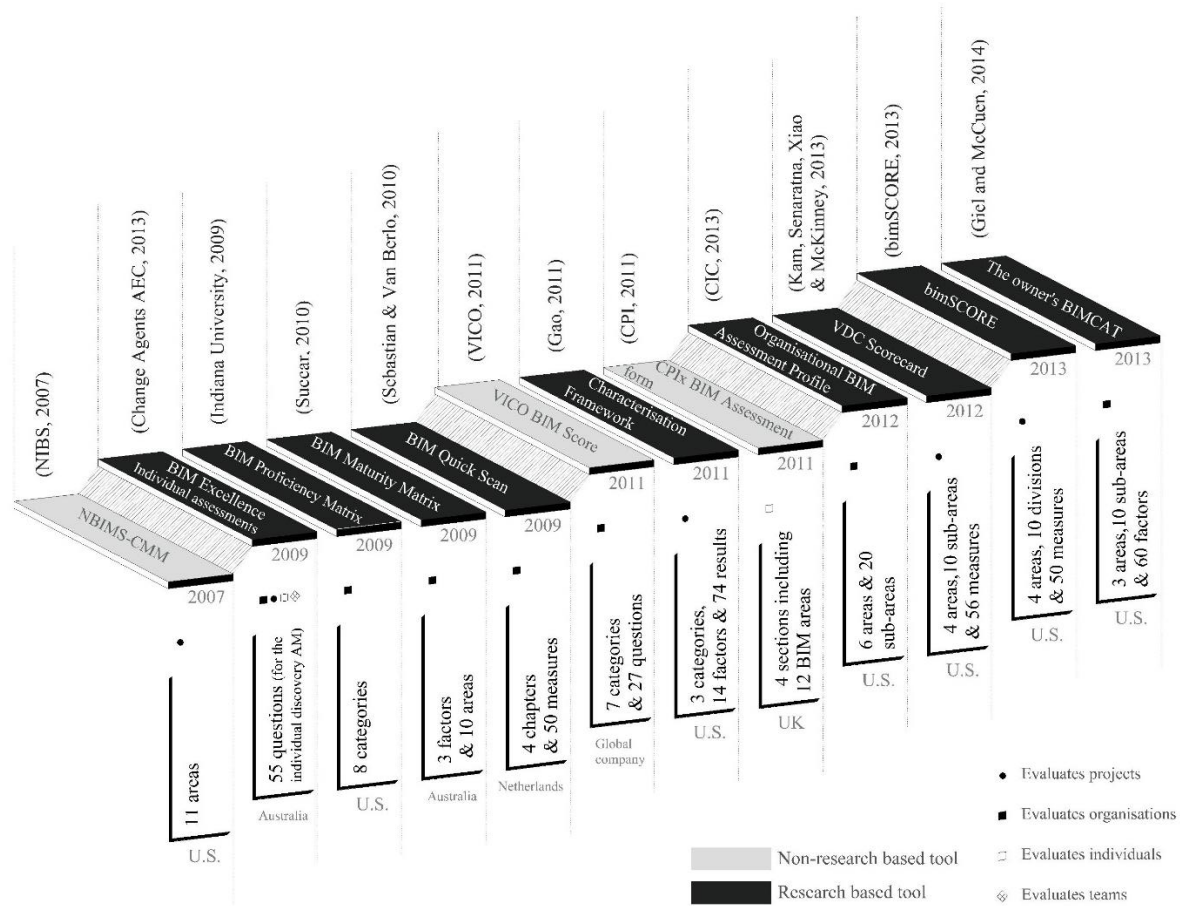 (NIBS, 2007)
(Change Agents AEC, 2013)
(Indiana University, 2009)
(Succar, 2010)
(Sebastian & Van Berlo, 2010)
(VICO, 2011)
(Gao, 2011)
(CPI, 2011)
(CIC, 2013)
(Kam, Senaratna, Xiao
& McKinney, 2013)
(bimSCORE, 2013)
(Giel and McCuen, 2014)
NBIMS-CMM
2007
BIM Excellence
Individual assessments
2009
BIM Proficiency Matrix
2009
BIM Maturity Matrix
2009
BIM Quick Scan
2009
VICO BIM Score
2011
Characterisation
Framework
2011
CPIx BIM Assessment
form
2011
Organisational BIM
Assessment Profile
2012
VDC Scorecard
2012
bimSCORE
2013
The owner's BIMCAT
2013
11 areas
U.S.
55 questions (for the
individual discovery AM)
Australia
8 categories
U.S.
3 factors
& 10 areas
Australia
4 chapters
& 50 measures
Netherlands
7 categories
& 27 questions
Global
company
3 categories,
14 factors & 74 results
U.S.
4 sections including
12 BIM areas
UK
6 areas & 20
sub-areas
U.S.
4 areas,10 sub-areas
& 56 measures
U.S.
4 areas, 10 divisions
& 50 measures
U.S.
3 areas,10 sub-areas
& 60 factors
U.S.
Non-research based tool
Research based tool
Evaluates projects
Evaluates organisations
Evaluates individuals
Evaluates teams